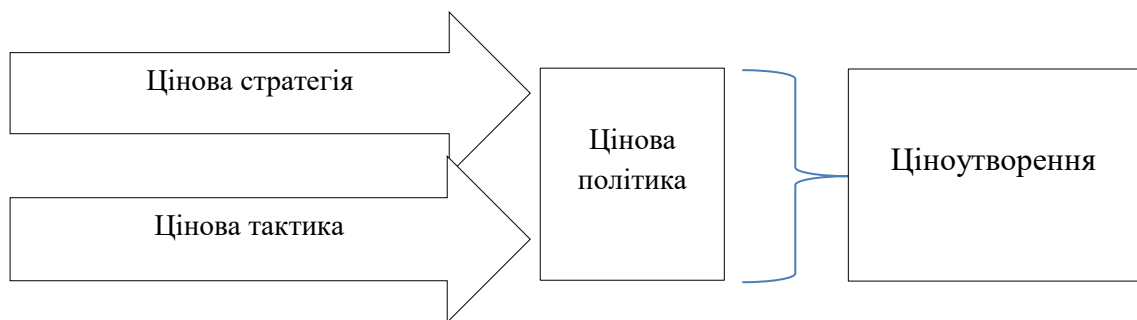 Цінова стратегія
Цінова тактика
Цінова
політика
Ціноутворення